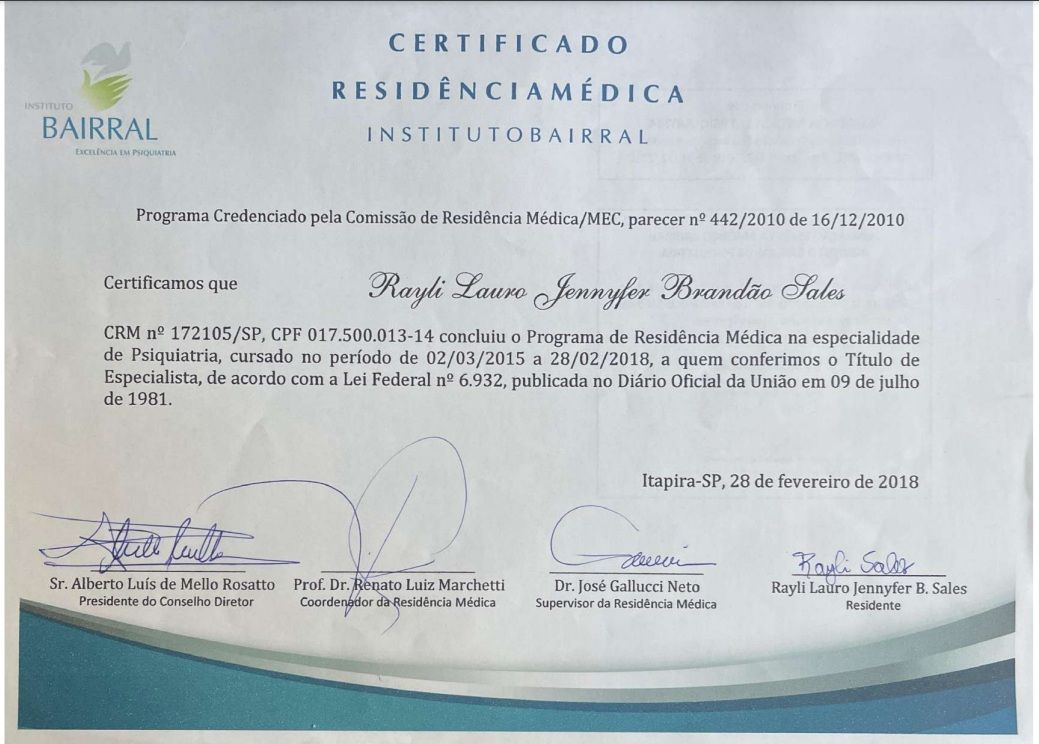 CERTIFICADO
RESIDÊNCIAMÉDICA
INSTITUTOBAIRRAL
INSTITUTO
BAIRRAL
EXCELÊNCIA EM PSIQUIATRIA
Programa Credenciado pela Comissão de Residência Médica/MEC, parecer nº 442/2010 de 16/12/2010
Certificamos que Rayli Lauro Jennyfer Brandão Sales
CRM nº 172105/SP, CPF 017.500.013-14 concluiu o Programa de Residência Médica na especialidade
de Psiquiatria, cursado no período de 02/03/2015 a 28/02/2018, a quem conferimos o Título de
Especialista, de acordo com a Lei Federal nº 6.932, publicada no Diário Oficial da União em 09 de julho
de 1981.
Itapira-SP, 28 de fevereiro de 2018
Rayli Sales
Sr. Alberto Luís de Mello Rosatto
Presidente do Conselho Diretor
Prof. Dr. Renato Luiz Marchetti
Coordenador da Residência Médica
Dr. José Gallucci Neto
Supervisor da Residência Médica
Rayli Lauro Jennyfer B. Sales
Residente